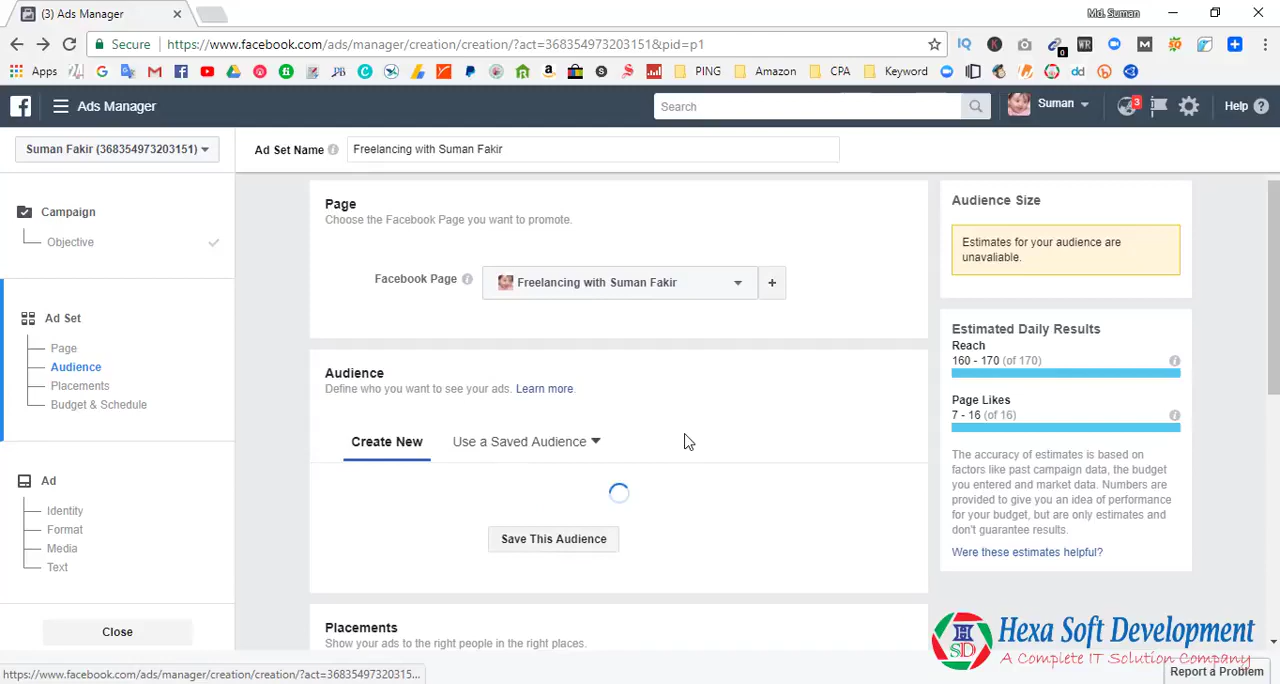 (3) Ads Manager
Md. Suman
Secure
https://www.facebook.com/ads/manager/creation/creation/?act=368354973203151&pid=p1
Apps
PING
Amazon
CPA
Keyword
Ads Manager
Search
Suman
3
Help
Suman Fakir (368354973203151)
Ad Set Name
Freelancing with Suman Fakir
Campaign
Objective
Ad Set
Page
Audience
Placements
Budget & Schedule
Ad
Identity
Format
Media
Text
Close
Page
Choose the Facebook Page you want to promote.
Facebook Page
Freelancing with Suman Fakir
+
Audience
Define who you want to see your ads. Learn more.
Create New
Use a Saved Audience
Save This Audience
Placements
Show your ads to the right people in the right places.
Audience Size
Estimates for your audience are
unavaliable.
Estimated Daily Results
Reach
160 - 170 (of 170)
Page Likes
7 - 16 (of 16)
The accuracy of estimates is based on
factors like past campaign data, the budget
you entered and market data. Numbers are
provided to give you an idea of performance
for your budget, but are only estimates and
don't guarantee results.
Were these estimates helpful?
HSD
Hexa Soft Development
A Complete IT Solution Company
Report a Problem
https://www.facebook.com/ads/manager/creation/creation/?act=36835497320315...